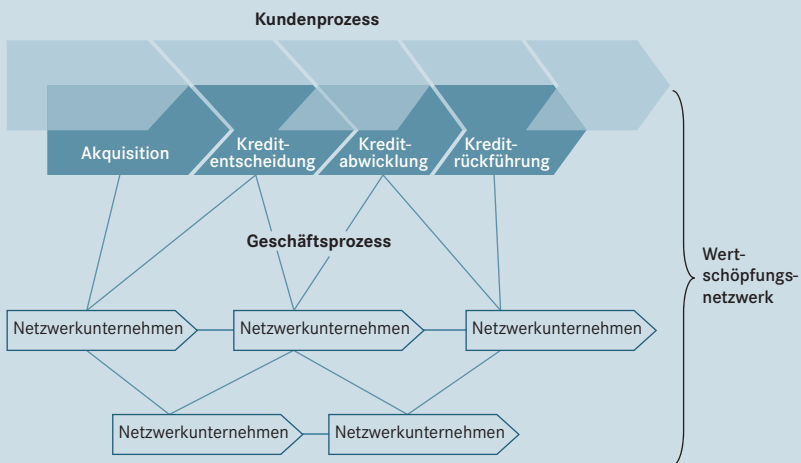 Kundenprozess
Akquisition
Kredit-
entscheidung
Kredit-
abwicklung
Kredit-
rückführung
Geschäftsprozess
Wert-
schöpfungs-
netzwerk
Netzwerkunternehmen
Netzwerkunternehmen
Netzwerkunternehmen
Netzwerkunternehmen
Netzwerkunternehmen